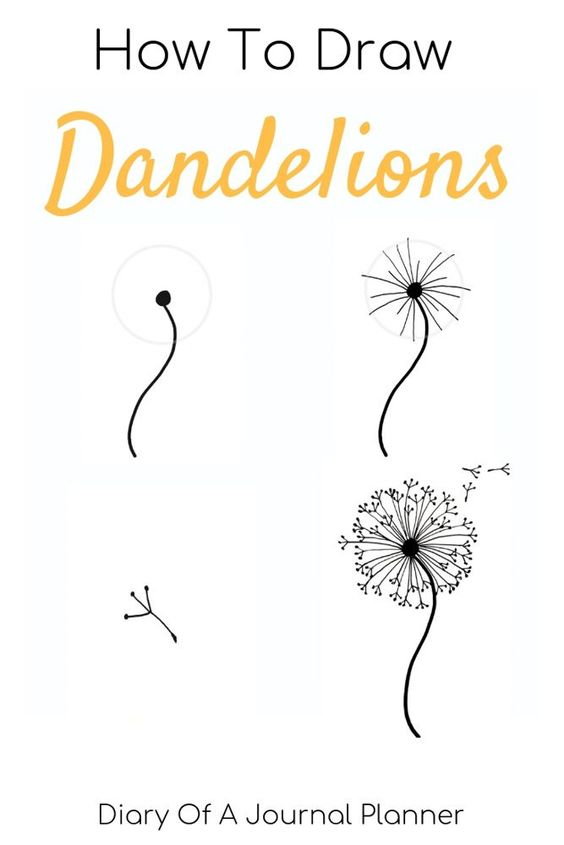 How To Draw
Dandelions
Diary Of A Journal Planner